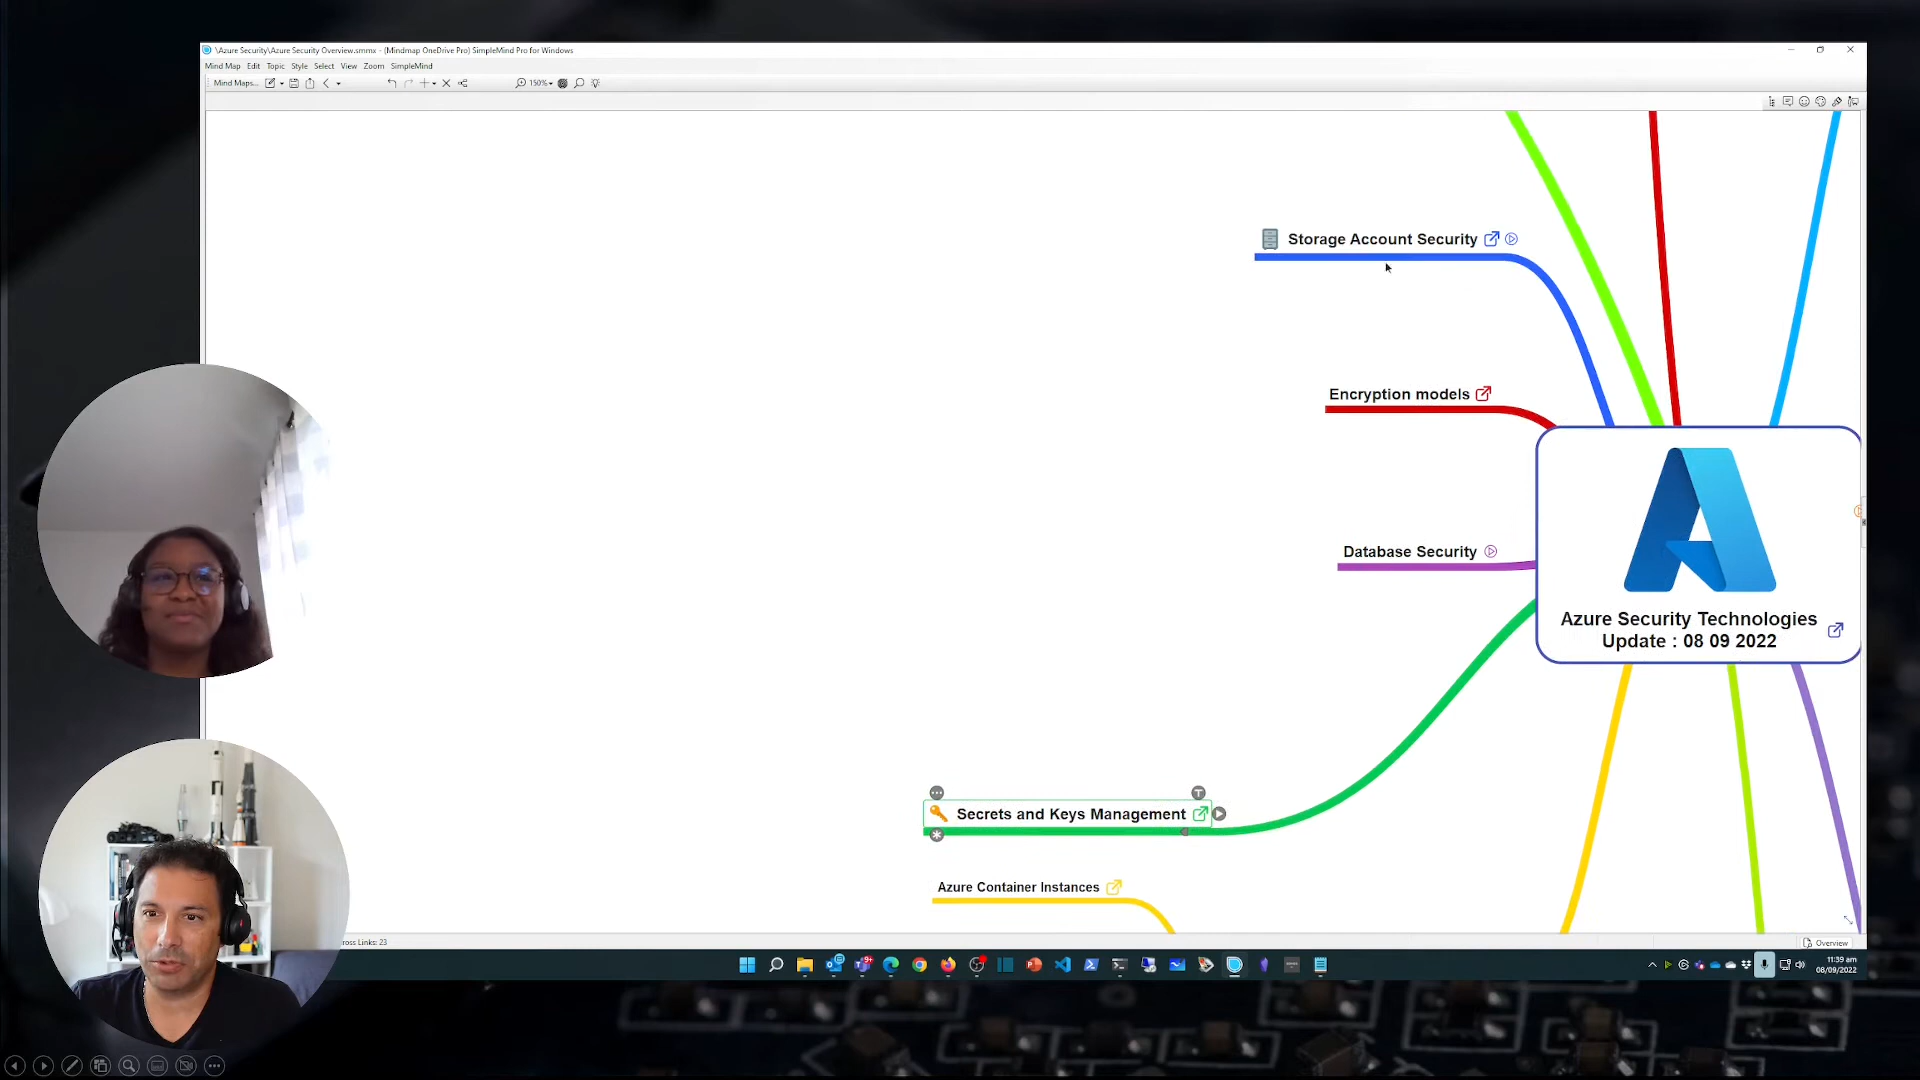 \Azure Security\Azure Security Overview.smmx - (Mindmap OneDrive Pro) SimpleMind Pro for Windows
Mind Map Edit Topic Style Select View Zoom SimpleMind
Mind Maps... 150%
Storage Account Security
Encryption models
Database Security
Azure Security Technologies
Update : 08 09 2022
Secrets and Keys Management
Azure Container Instances
ross Links: 23
Overview
11:39 am
08/09/2022